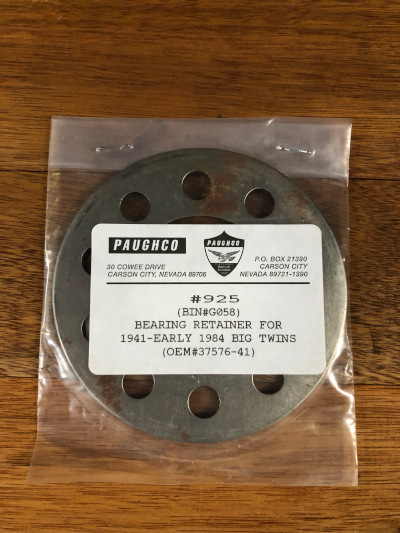 PAUGHCO
30 COWEE DRIVE
CARSON CITY, NEVADA 89706
PAUGHCO
P.O. BOX 21390
CARSON CITY
NEVADA 89721-1390
#925
(BIN#G058)
BEARING RETAINER FOR
1941-EARLY 1984 BIG TWINS
(OEM#37576-41)